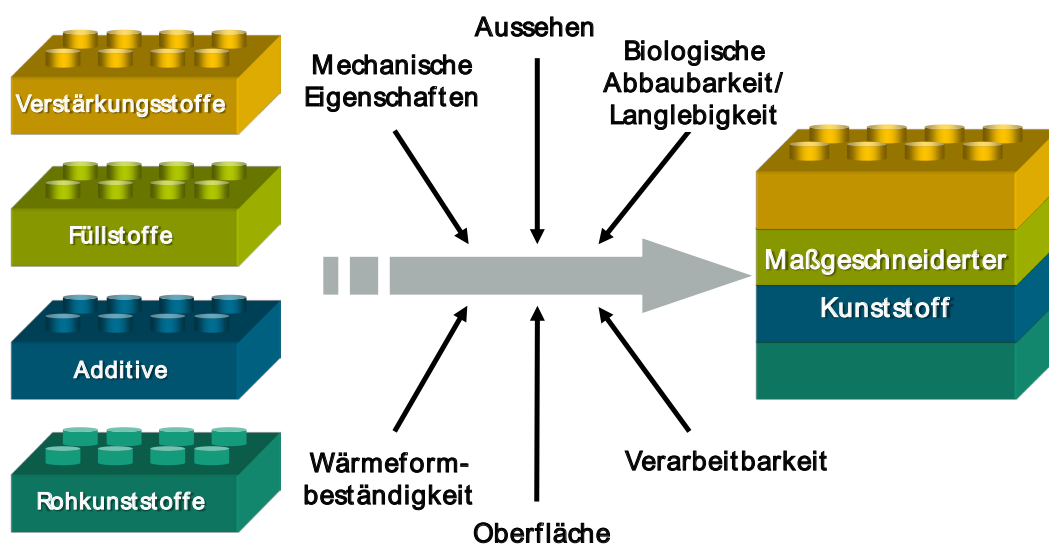 Verstärkungsstoffe
Füllstoffe
Additive
Rohkunststoffe
Mechanische
Eigenschaften
Aussehen
Biologische
Abbaubarkeit/
Langlebigkeit
Wärmeform-
beständigkeit
Oberfläche
Verarbeitbarkeit
Maßgeschneiderter
Kunststoff